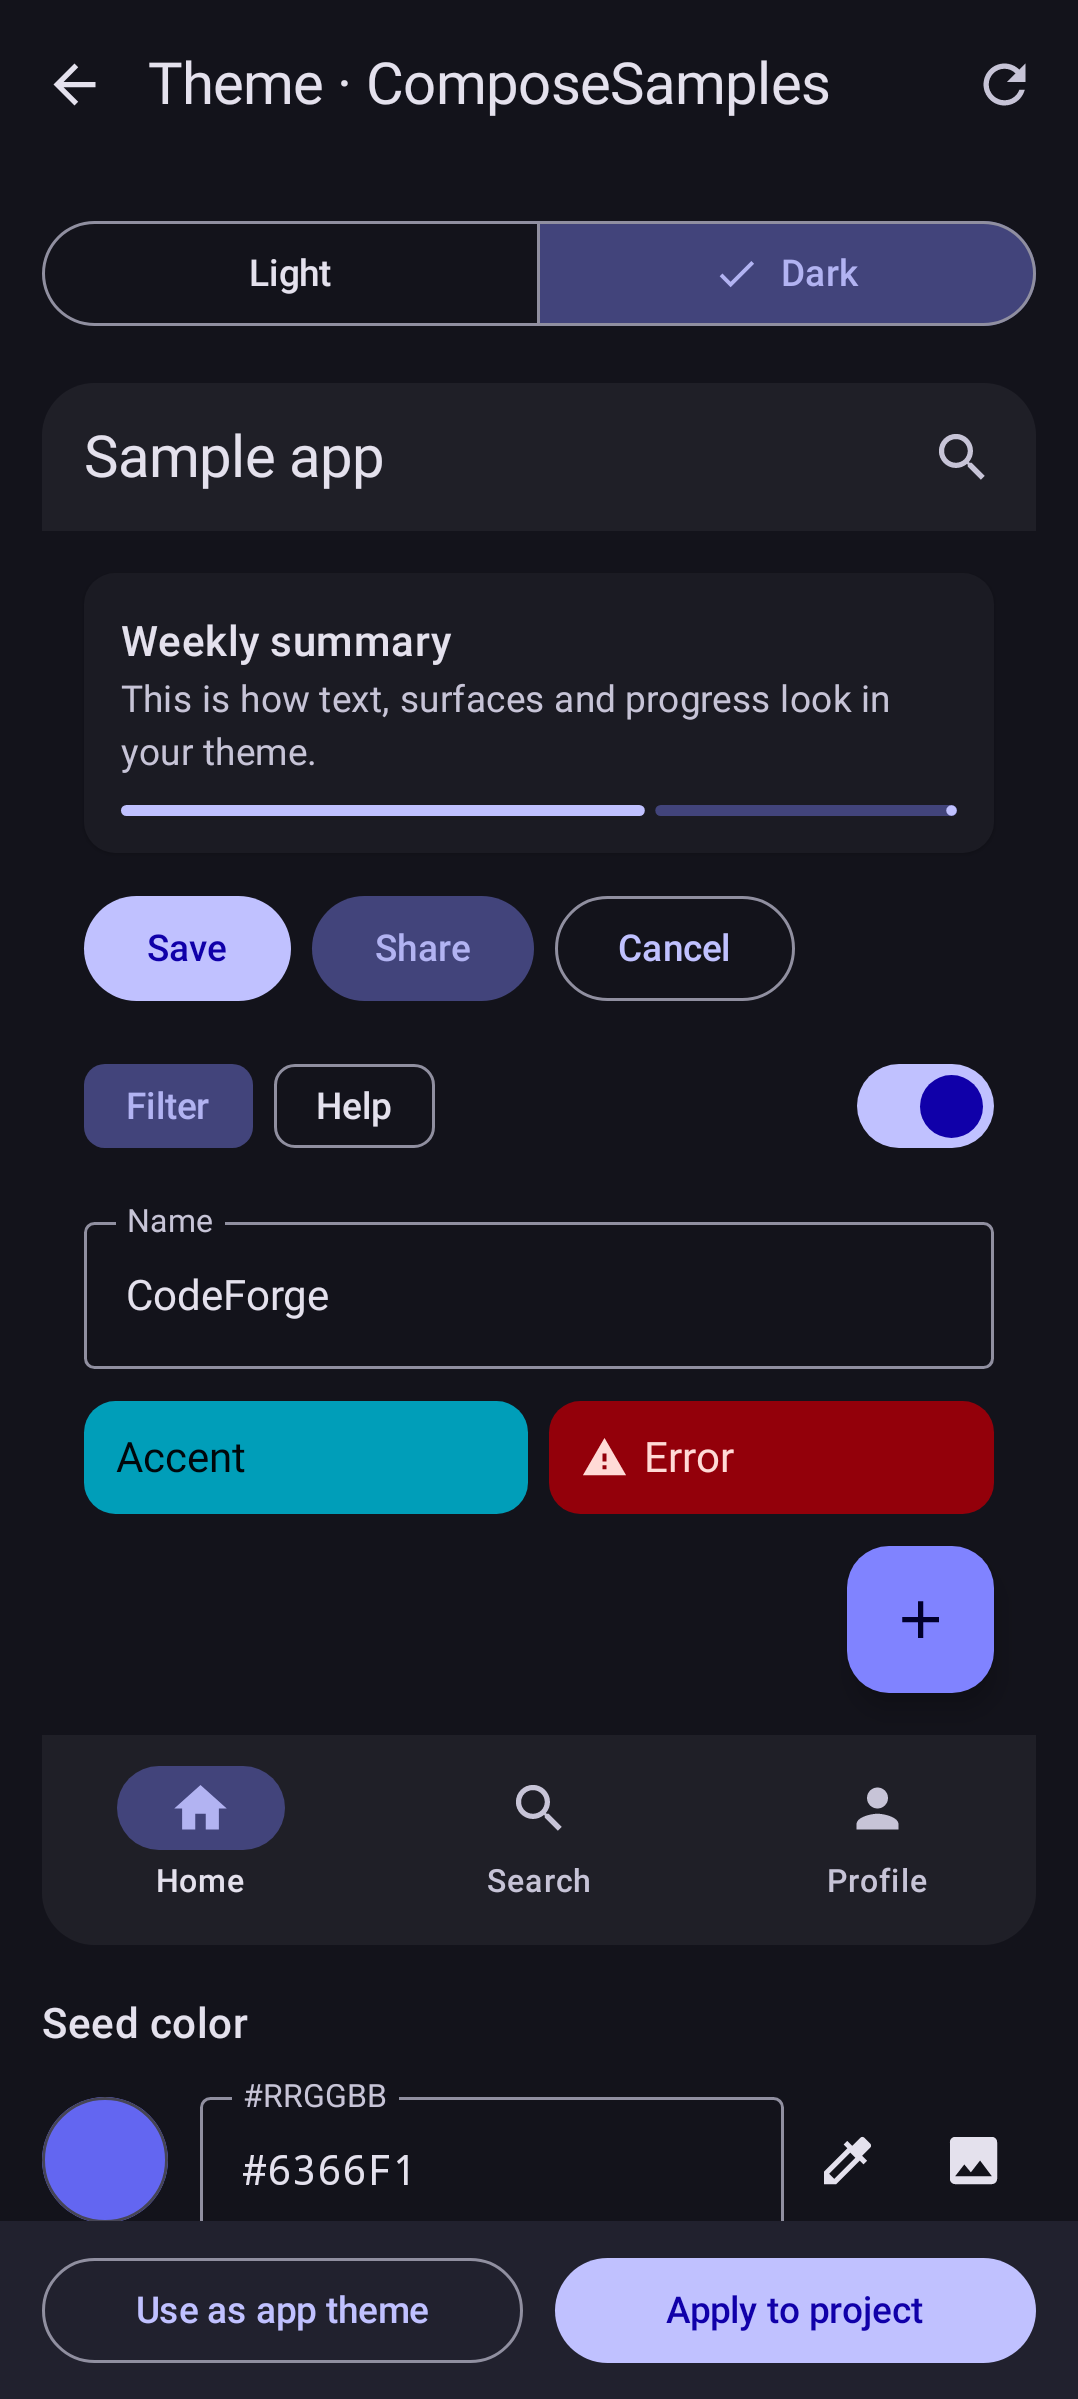 Theme · ComposeSamples
Light
Dark
Sample app
Weekly summary
This is how text, surfaces and progress look in
your theme.
Save
Share
Cancel
Filter
Help
Name
CodeForge
Accent
Error
Home
Search
Profile
Seed color
#RRGGBB
#6366F1
Use as app theme
Apply to project